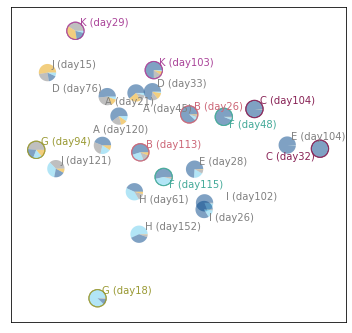 K (day29)
J (day15)
K (day103)
D (day76)
D (day33)
A (day21)
A (day45)
B (day26)
C (day104)
F (day48)
A (day120)
E (day104)
G (day94)
B (day113)
C (day32)
J (day121)
E (day28)
F (day115)
H (day61)
I (day102)
I (day26)
H (day152)
G (day18)